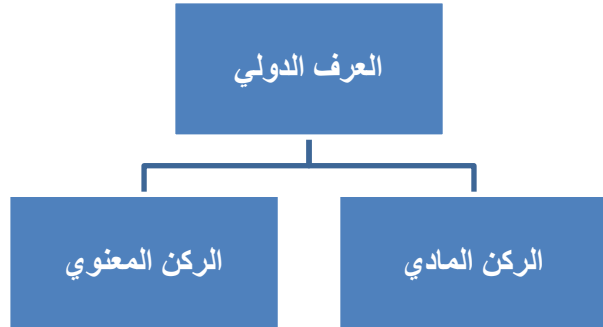 العرف الدولي
الركن المادي
الركن المعنوي